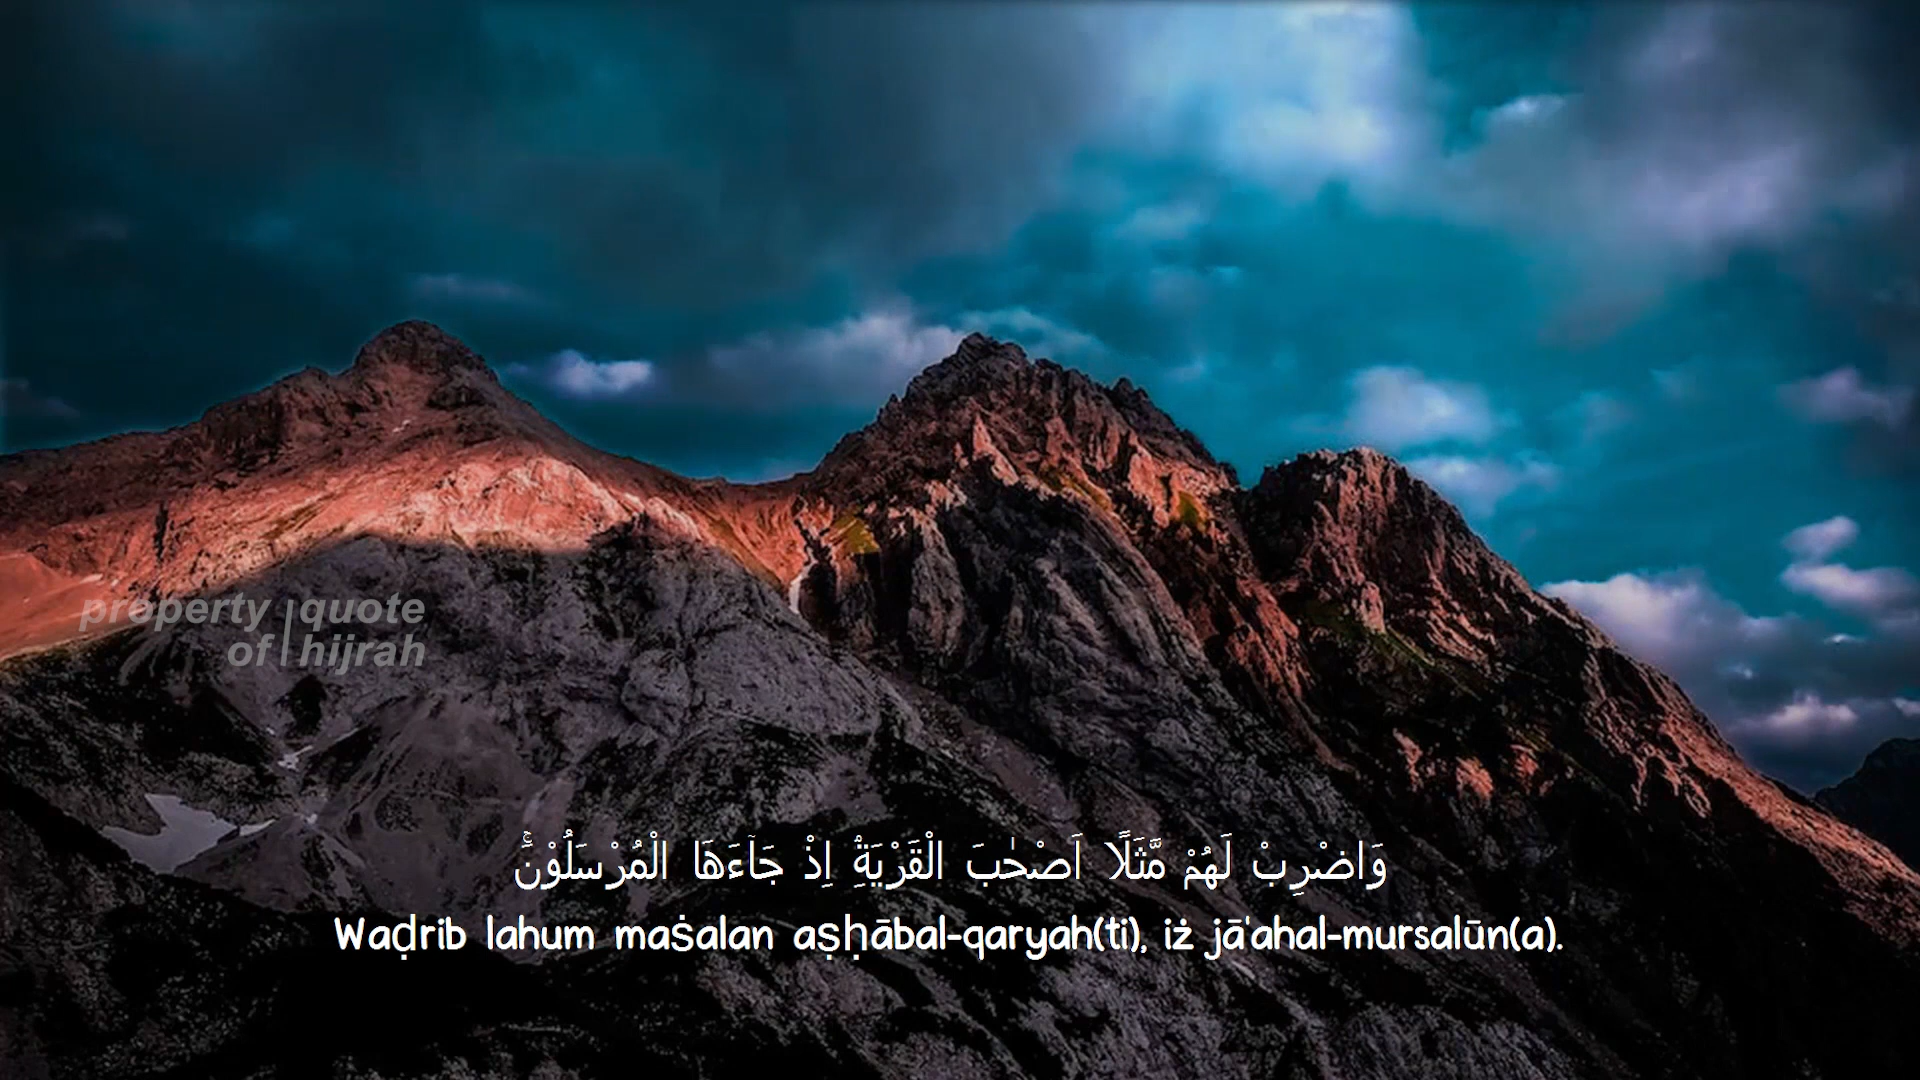 property | quote
of | hijrah
وَاضْرِبْ لَهُمْ مَّثَلًا اَصْحٰبَ الْقَرْيَةِۘ اِذْ جَاۤءَهَا الْمُرْسَلُوْنَۚ
Waḍrib lahum maṡalan aṣḥābal-qaryah(ti), iż jā'ahal-mursalūn(a).